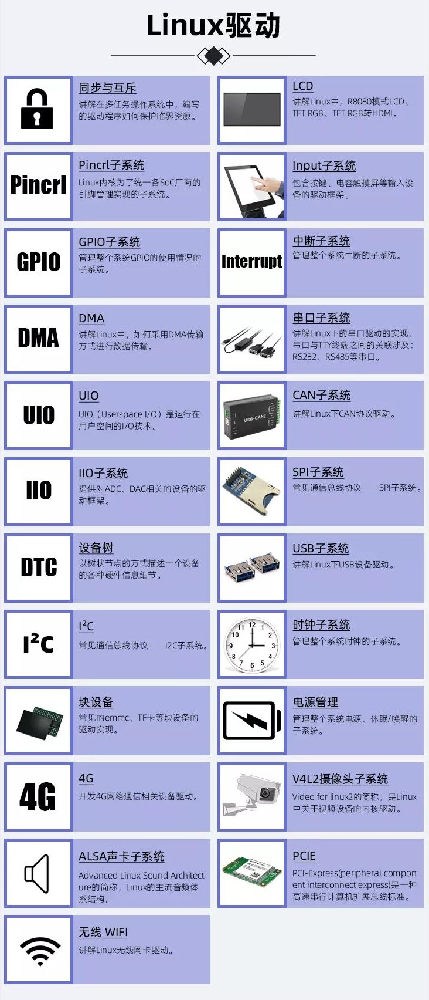 Linux驱动
同步与互斥
讲解在多任务操作系统中，编写
的驱动程序如何保护临界资源。
LCD
讲解Linux中，R8080模式LCD、
TFT RGB、TFT RGB转HDMI。
Pincrl
Pincrl子系统
Linux内核为了统一各SoC厂商的
引脚管理实现的子系统。
Input子系统
包含按键、电容触摸屏等输入设
备的驱动框架。
GPIO
GPIO子系统
管理整个系统GPIO的使用情况的
子系统。
Interrupt
中断子系统
管理整个系统中断的子系统。
DMA
DMA
讲解Linux中，如何采用DMA传输
方式进行数据传输。
串口子系统
讲解Linux下的串口驱动的实现，
串口与TTY终端之间的关联涉及：
RS232、RS485等串口。
UIO
UIO
UIO（Userspace I/O）是运行在
用户空间的I/O技术。
USB-CAN2
CAN子系统
讲解Linux下CAN协议驱动。
IIO
IIO子系统
提供对ADC、DAC相关的设备的驱
动框架。
SPI子系统
常见通信总线协议——SPI子系统。
DTC
设备树
以树状节点的方式描述一个设备
的各种硬件信息细节。
USB子系统
讲解Linux下USB设备驱动。
I²C
I²C
常见通信总线协议——I2C子系统。
12
1
2
3
4
5
6
7
8
9
10
11
时钟子系统
管理整个系统时钟的子系统。
块设备
常见的emmc、TF卡等块设备的
驱动实现。
电源管理
管理整个系统电源、休眠/唤醒的
子系统。
4G
4G
开发4G网络通信相关设备驱动。
V4L2摄像头子系统
Video for linux2的简称，是Linux
中关于视频设备的内核驱动。
ALSA声卡子系统
Advanced Linux Sound Architect
ure的简称，Linux的主流音频体
系结构。
PCIE
PCI-Express(peripheral compon
ent interconnect express)是一种
高速串行计算机扩展总线标准。
无线 WIFI
讲解Linux无线网卡驱动。